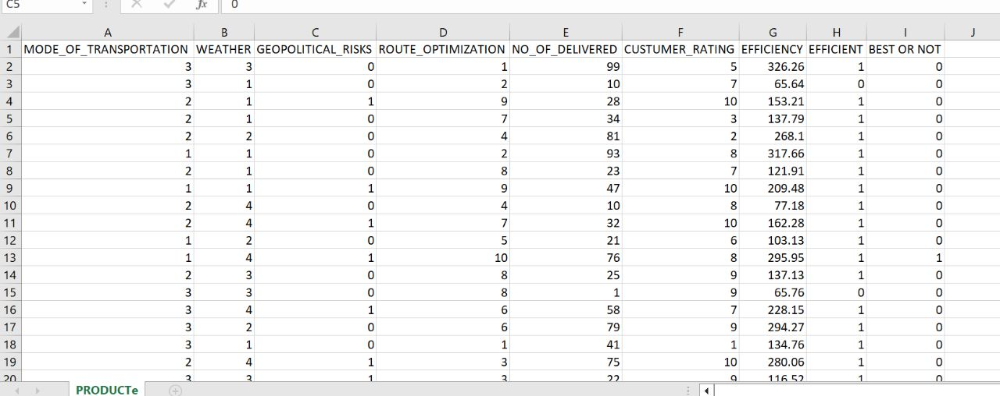 C5 fx 0
A B C D E F G H I J
1 MODE_OF_TRANSPORTATION WEATHER GEOPOLITICAL_RISKS ROUTE_OPTIMIZATION NO_OF_DELIVERED CUSTUMER_RATING EFFICIENCY EFFICIENT BEST OR NOT
2 3 3 0 1 99 5 326.26 1 0
3 3 1 0 2 10 7 65.64 0 0
4 2 1 1 9 28 10 153.21 1 0
5 2 1 0 7 34 3 137.79 1 0
6 2 2 0 4 81 2 268.1 1 0
7 1 1 0 2 93 8 317.66 1 0
8 2 1 0 8 23 7 121.91 1 0
9 1 1 1 9 47 10 209.48 1 0
10 2 4 0 4 10 8 77.18 1 0
11 2 4 1 7 32 10 162.28 1 0
12 1 2 0 5 21 6 103.13 1 0
13 1 4 1 10 76 8 295.95 1 1
14 2 3 0 8 25 9 137.13 1 0
15 3 3 0 8 1 9 65.76 0 0
16 3 4 1 6 58 7 228.15 1 0
17 3 2 0 6 79 9 294.27 1 0
18 3 1 0 1 41 1 134.76 1 0
19 2 4 1 3 75 10 280.06 1 0
20 3 3 1 3 22 9 116.52 1 0
PRODUCTe